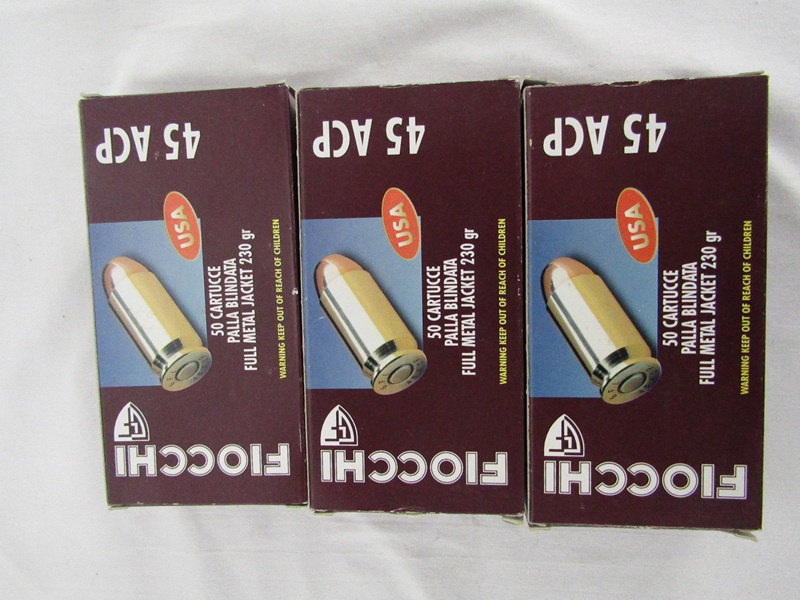 45 ACP
USA
50 CARTUCCE
PALLA BLINDATA
FULL METAL JACKET 230 gr
WARNING KEEP OUT OF REACH OF CHILDREN
FIOCCHI
45 ACP
USA
50 CARTUCCE
PALLA BLINDATA
FULL METAL JACKET 230 gr
WARNING KEEP OUT OF REACH OF CHILDREN
FIOCCHI
45 ACP
USA
50 CARTUCCE
PALLA BLINDATA
FULL METAL JACKET 230 gr
WARNING KEEP OUT OF REACH OF CHILDREN
FIOCCHI